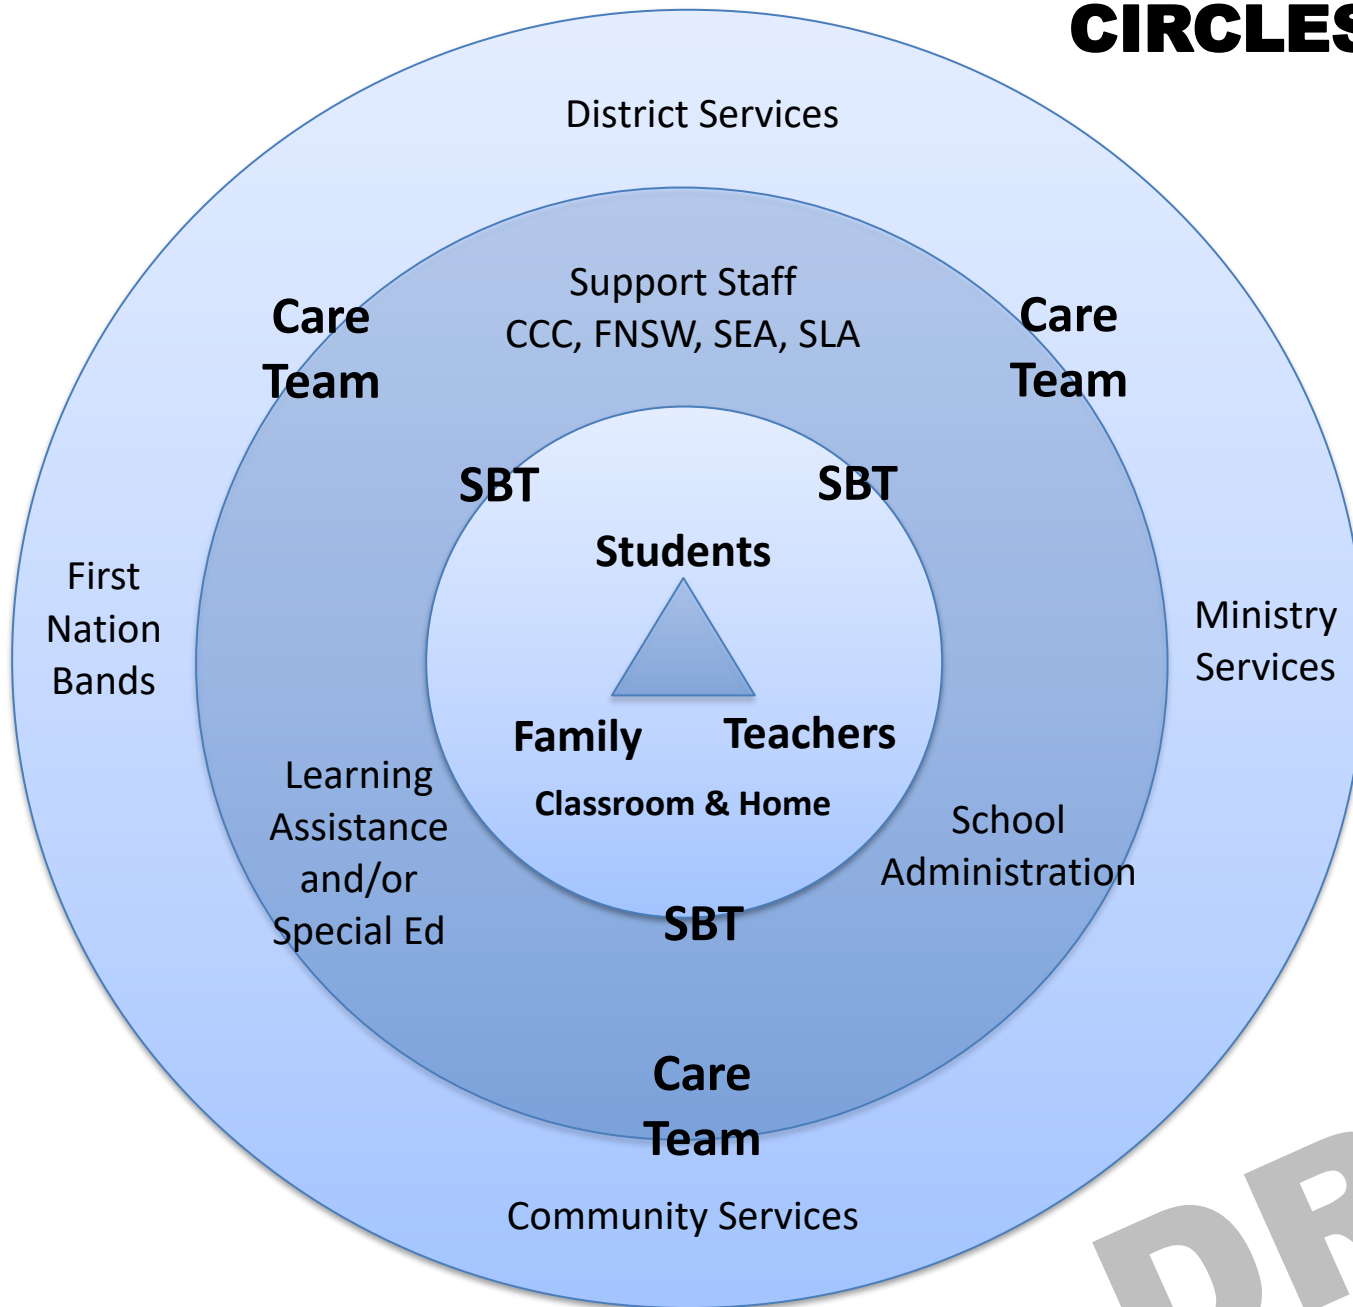 CIRCLES
District Services
Support Staff
CCC, FNSW, SEA, SLA
Care
Team
Care
Team
SBT
SBT
Students
First
Nation
Bands
Ministry
Services
Family
Teachers
Classroom & Home
Learning
Assistance
and/or
Special Ed
School
Administration
SBT
Care
Team
Community Services
DR